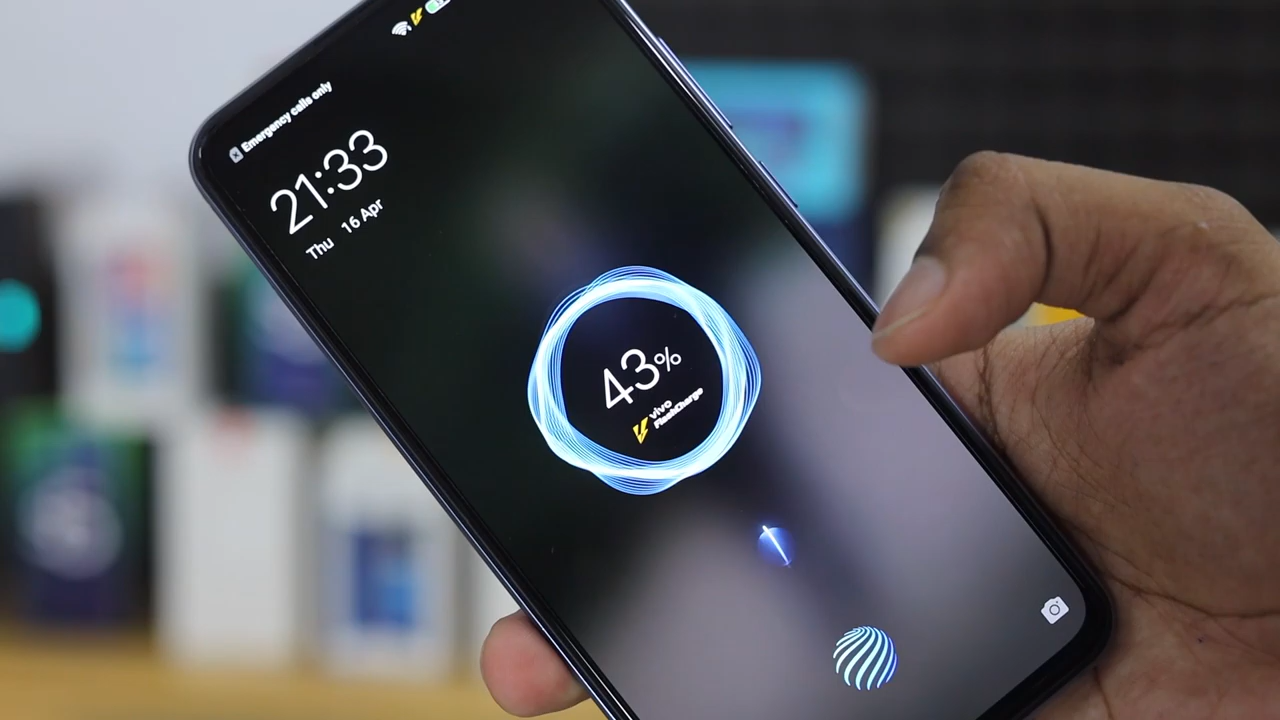 Emergency calls only
21:33
Thu 16 Apr
43%
vivo
FlashCharge